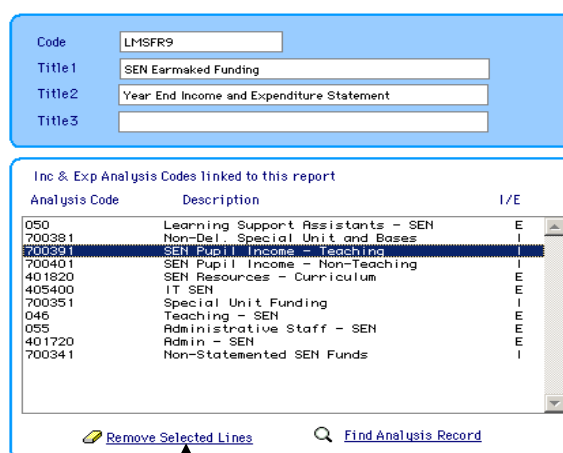 Code LMSFR9
Title1 SEN Earmaked Funding
Title2 Year End Income and Expenditure Statement
Title3
Inc & Exp Analysis Codes linked to this report
Analysis Code Description I/E
050 Learning Support Assistants - SEN E
700381 Non-Del. Special Unit and Bases I
700391 SEN Pupil Income - Teaching I
700401 SEN Pupil Income - Non-Teaching I
401820 SEN Resources - Curriculum E
405400 IT SEN E
700351 Special Unit Funding I
046 Teaching - SEN E
055 Administrative Staff - SEN E
401720 Admin - SEN E
700341 Non-Statemented SEN Funds I
Remove Selected Lines Find Analysis Record